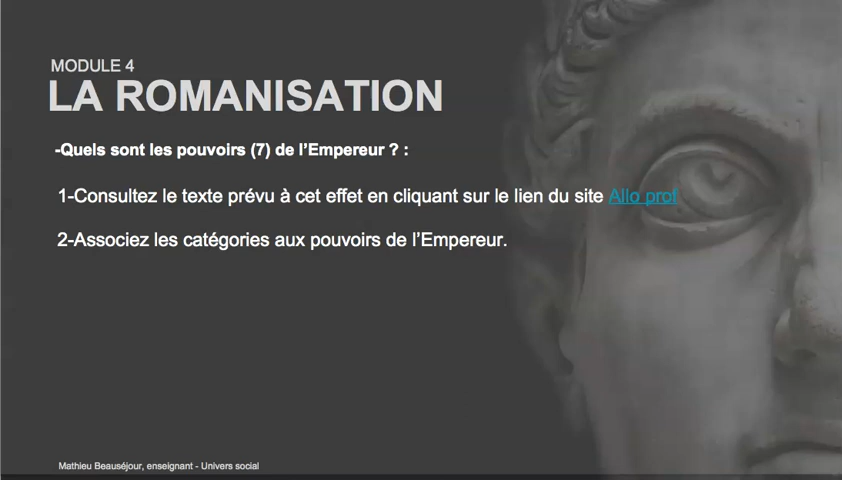 MODULE 4
LA ROMANISATION
-Quels sont les pouvoirs (7) de l'Empereur ? :
1-Consultez le texte prévu à cet effet en cliquant sur le lien du site Allo prof
2-Associez les catégories aux pouvoirs de l'Empereur.
Mathieu Beauséjour, enseignant - Univers social